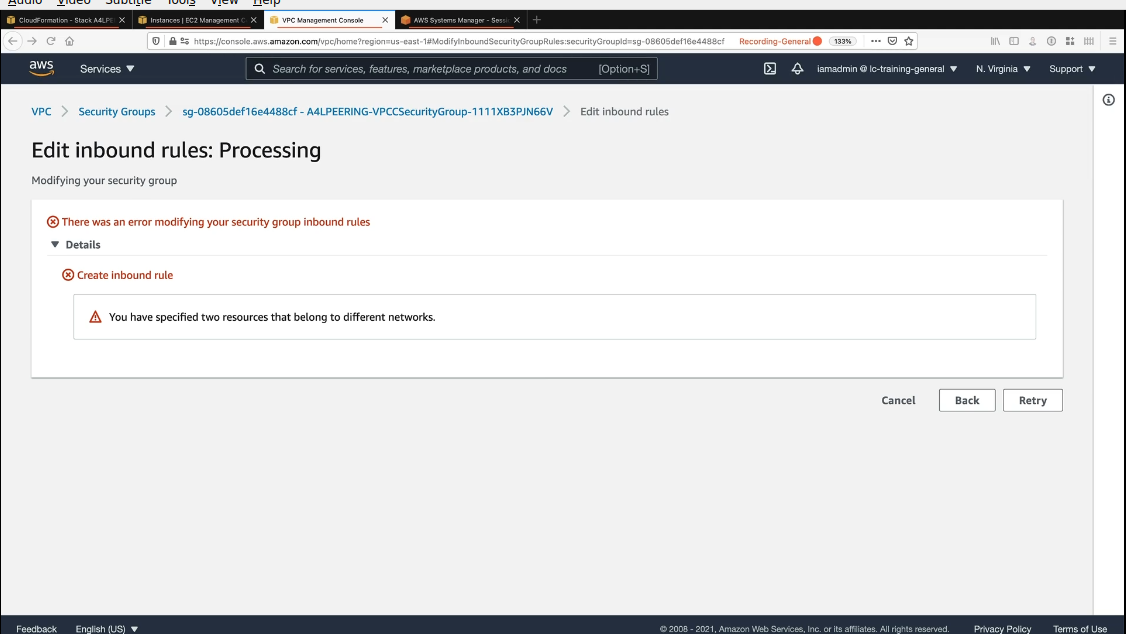 Audio Video Subtitle Tools View Help
CloudFormation - Stack A4LPE
Instances | EC2 Management C
VPC Management Console
AWS Systems Manager - Sessi
https://console.aws.amazon.com/vpc/home?region=us-east-1#ModifyInboundSecurityGroupRules:securityGroupId=sg-08605def16e4488cf Recording-General 133%
aws Services ▼ Search for services, features, marketplace products, and docs [Option+S] iamadmin @ lc-training-general ▼ N. Virginia ▼ Support ▼
VPC > Security Groups > sg-08605def16e4488cf - A4LPEERING-VPCCSecurityGroup-1111XB3PJN66V > Edit inbound rules
Edit inbound rules: Processing
Modifying your security group
There was an error modifying your security group inbound rules
▼ Details
Create inbound rule
You have specified two resources that belong to different networks.
Cancel Back Retry
Feedback English (US) ▼ © 2008 - 2021, Amazon Web Services, Inc. or its affiliates. All rights reserved. Privacy Policy Terms of Use